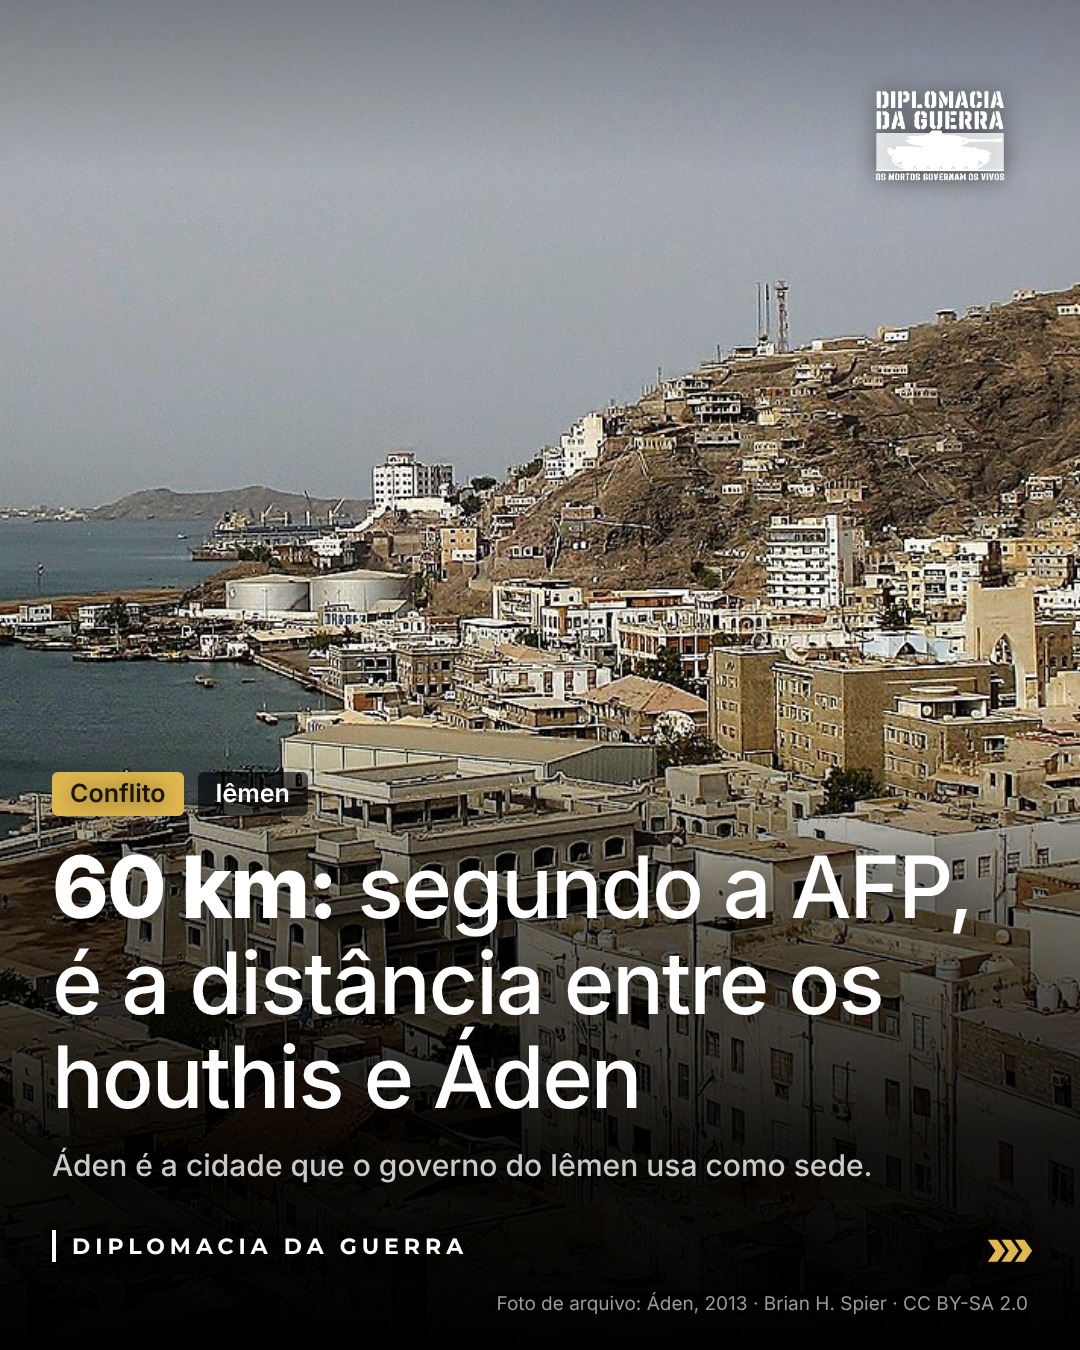 DIPLOMACIA
DA GUERRA
OS MORTOS GOVERNAM OS VIVOS
Conflito
Iêmen
60 km: segundo a AFP,
é a distância entre os
houthis e Áden
Áden é a cidade que o governo do Iêmen usa como sede.
DIPLOMACIA DA GUERRA
Foto de arquivo: Áden, 2013 · Brian H. Spier · CC BY-SA 2.0